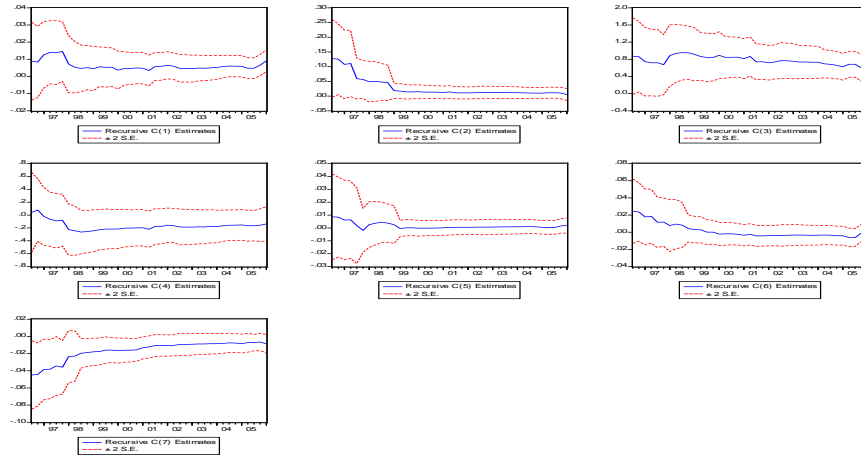 .04
.03
.02
.01
.00
-.01
-.02
97 98 99 00 01 02 03 04 05
Recursive C(1) Estimates
± 2 S.E.
.20
.15
.10
.05
.00
-.05
97 98 99 00 01 02 03 04 05
Recursive C(2) Estimates
± 2 S.E.
2.0
1.6
1.2
0.8
0.4
0.0
-0.4
97 98 99 00 01 02 03 04 05
Recursive C(3) Estimates
± 2 S.E.
.8
.6
.4
.2
.0
-.2
-.4
-.6
-.8
97 98 99 00 01 02 03 04 05
Recursive C(4) Estimates
± 2 S.E.
.05
.04
.03
.02
.01
.00
-.01
-.02
-.03
97 98 99 00 01 02 03 04 05
Recursive C(5) Estimates
± 2 S.E.
.08
.06
.04
.02
.00
-.02
-.04
97 98 99 00 01 02 03 04 05
Recursive C(6) Estimates
± 2 S.E.
.02
.00
-.02
-.04
-.06
-.08
-.10
97 98 99 00 01 02 03 04 05
Recursive C(7) Estimates
± 2 S.E.